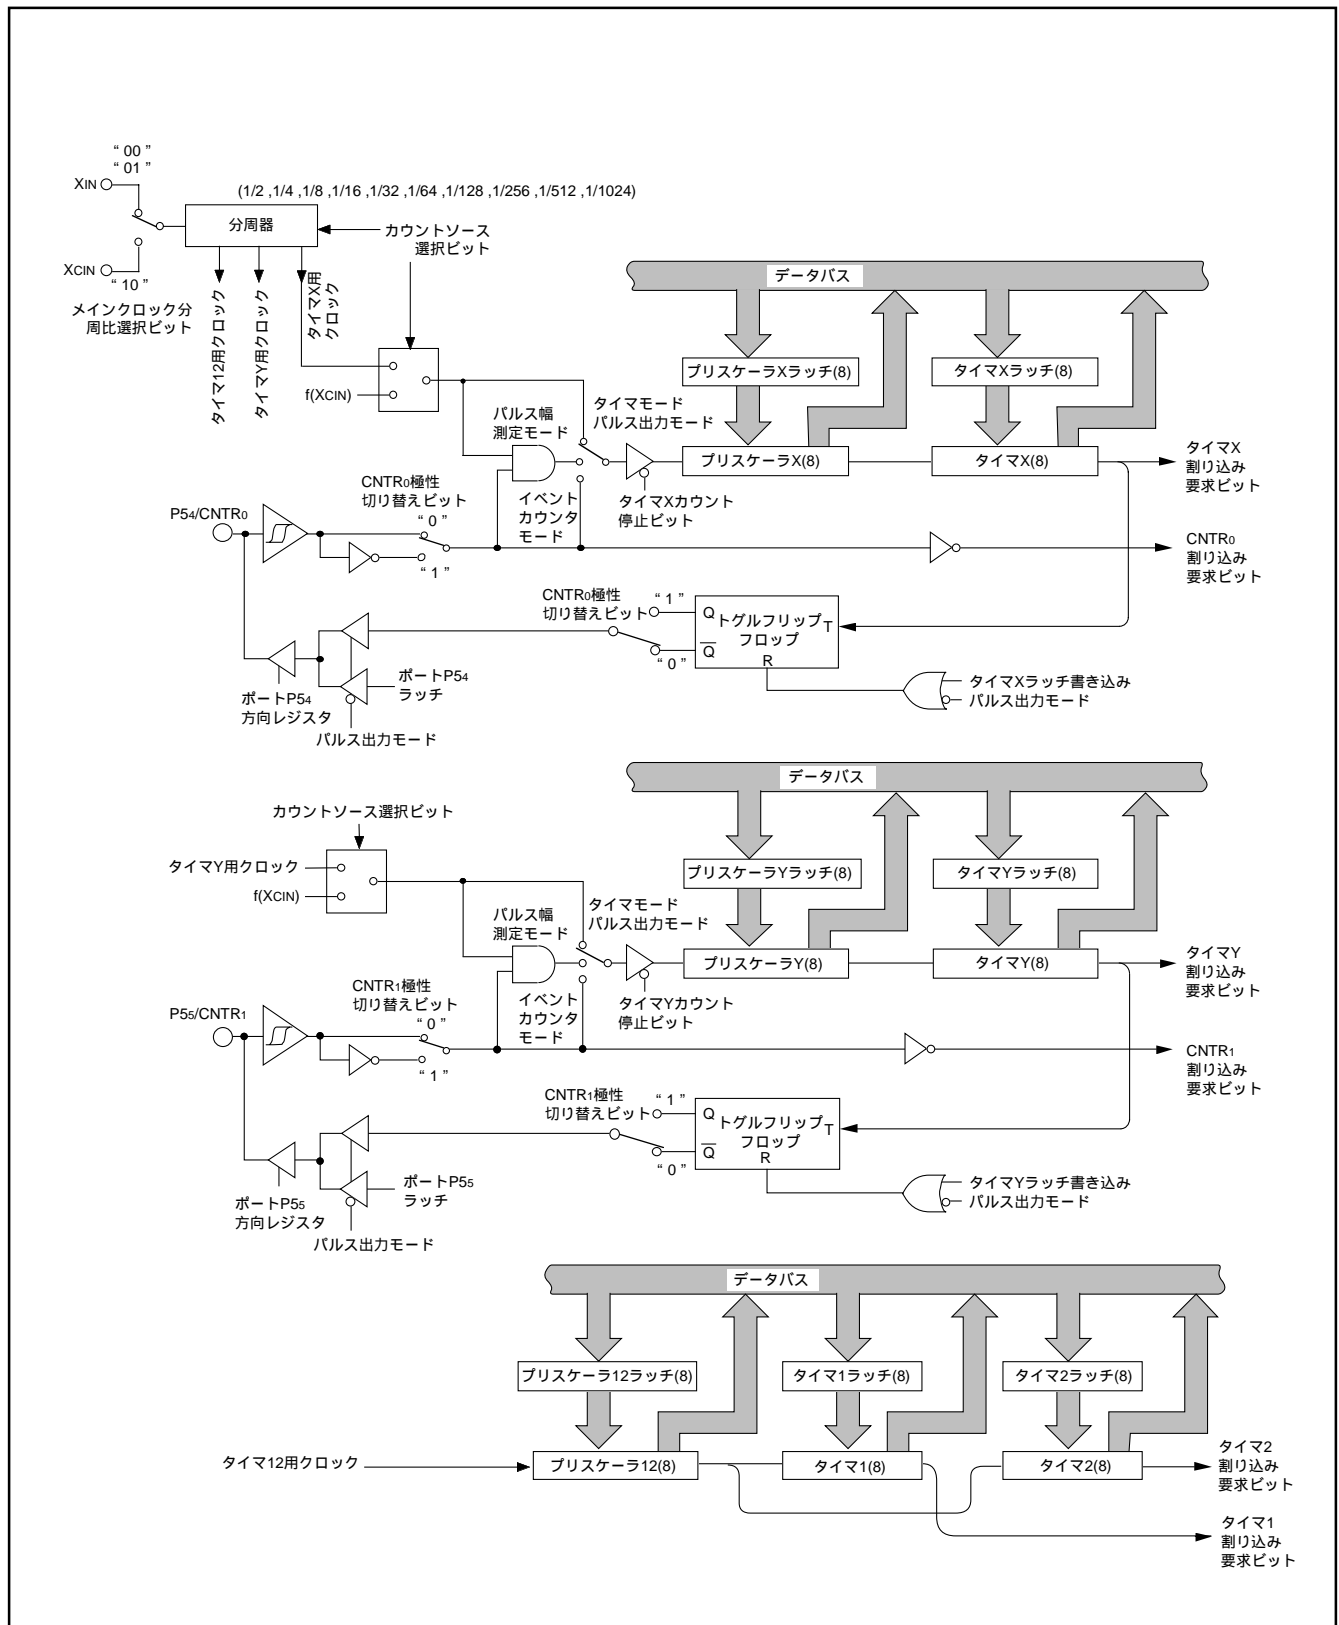 “ 00 ”
“ 01 ”
XIN
(1/2 ,1/4 ,1/8 ,1/16 ,1/32 ,1/64 ,1/128 ,1/256 ,1/512 ,1/1024)
分周器
カウントソース
選択ビット
XCIN
“ 10 ”
メインクロック分
周比選択ビット
タイマ12用クロック
タイマY用クロック
タイマX用
クロック
データバス
プリスケーラXラッチ(8)
タイマXラッチ(8)
f(XCIN)
パルス幅
測定モード
タイマモード
パルス出力モード
プリスケーラX(8)
タイマX(8)
タイマX
割り込み
要求ビット
CNTR0極性
切り替えビット
“ 0 ”
イベント
カウンタ
モード
タイマXカウント
停止ビット
P54/CNTR0
“ 1 ”
CNTR0
割り込み
要求ビット
CNTR0極性
切り替えビット
“ 1 ”
“ 0 ”
Q
トグルフリップ
フロップ
T
Q
R
ポートP54
ラッチ
ポートP54
方向レジスタ
パルス出力モード
タイマXラッチ書き込み
パルス出力モード
データバス
カウントソース選択ビット
タイマY用クロック
f(XCIN)
プリスケーラYラッチ(8)
タイマYラッチ(8)
パルス幅
測定モード
タイマモード
パルス出力モード
プリスケーラY(8)
タイマY(8)
タイマY
割り込み
要求ビット
CNTR1極性
切り替えビット
“ 0 ”
イベント
カウンタ
モード
タイマYカウント
停止ビット
P55/CNTR1
“ 1 ”
CNTR1
割り込み
要求ビット
CNTR1極性
切り替えビット
“ 1 ”
“ 0 ”
Q
トグルフリップ
フロップ
T
Q
R
ポートP55
ラッチ
ポートP55
方向レジスタ
パルス出力モード
タイマYラッチ書き込み
パルス出力モード
データバス
プリスケーラ12ラッチ(8)
タイマ1ラッチ(8)
タイマ2ラッチ(8)
タイマ12用クロック
プリスケーラ12(8)
タイマ1(8)
タイマ2(8)
タイマ2
割り込み
要求ビット
タイマ1
割り込み
要求ビット